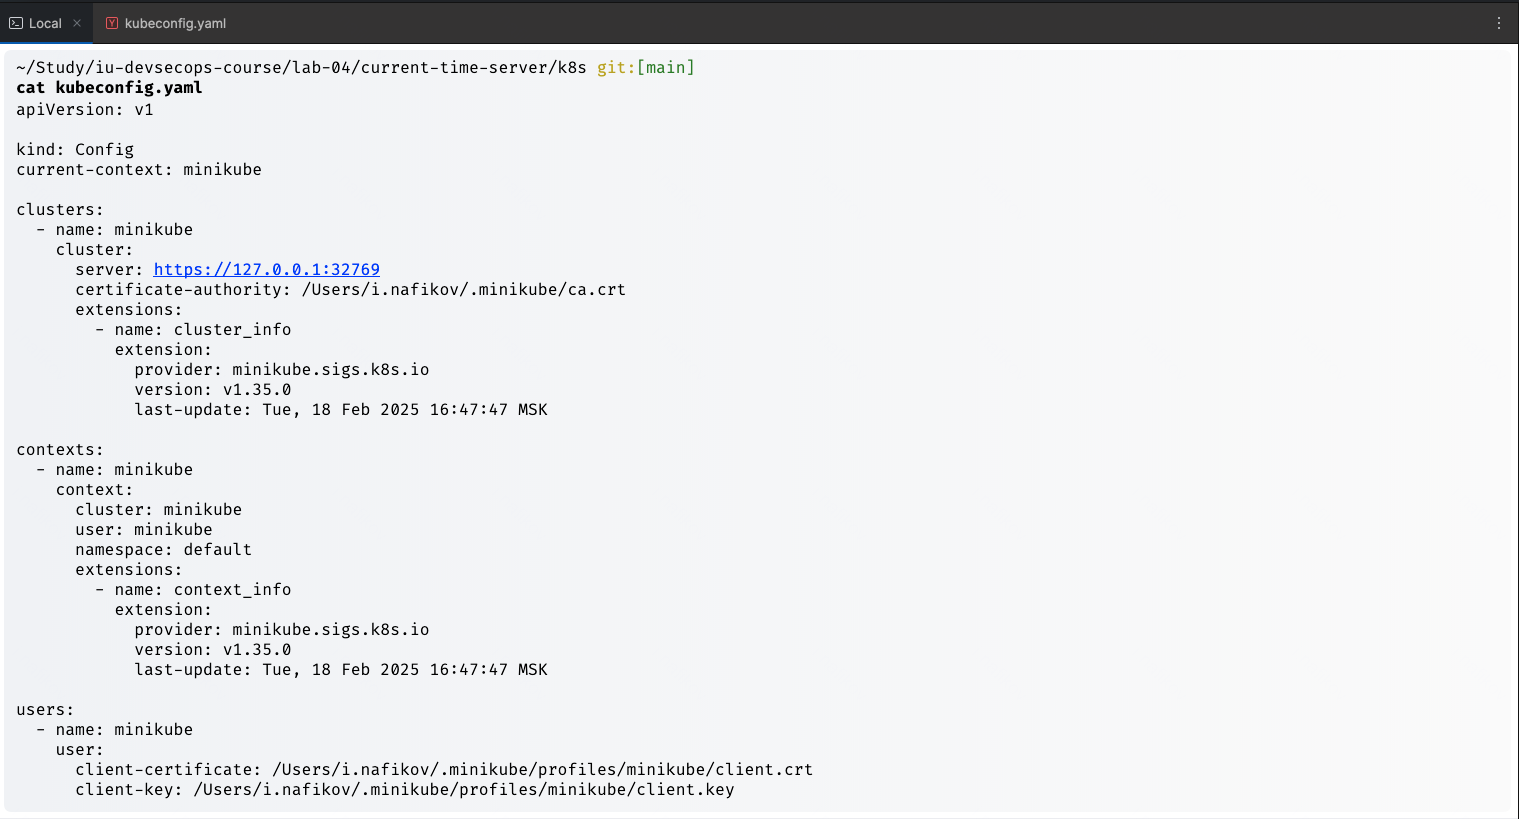 Local
kubeconfig.yaml
~/Study/iu-devsecops-course/lab-04/current-time-server/k8s git:[main]
cat kubeconfig.yaml
apiVersion: v1

kind: Config
current-context: minikube

clusters:
  - name: minikube
    cluster:
      server: https://127.0.0.1:32769
      certificate-authority: /Users/i.nafikov/.minikube/ca.crt
      extensions:
        - name: cluster_info
          extension:
            provider: minikube.sigs.k8s.io
            version: v1.35.0
            last-update: Tue, 18 Feb 2025 16:47:47 MSK

contexts:
  - name: minikube
    context:
      cluster: minikube
      user: minikube
      namespace: default
      extensions:
        - name: context_info
          extension:
            provider: minikube.sigs.k8s.io
            version: v1.35.0
            last-update: Tue, 18 Feb 2025 16:47:47 MSK

users:
  - name: minikube
    user:
      client-certificate: /Users/i.nafikov/.minikube/profiles/minikube/client.crt
      client-key: /Users/i.nafikov/.minikube/profiles/minikube/client.key